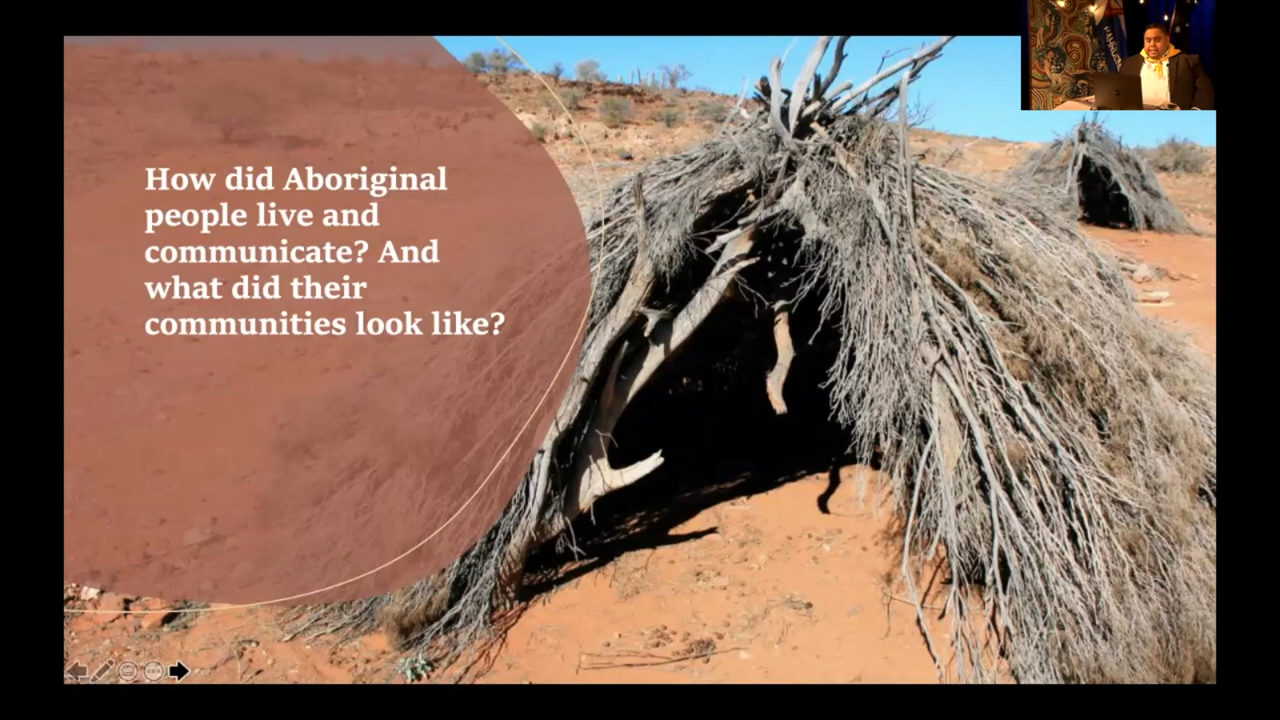 How did Aboriginal
people live and
communicate? And
what did their
communities look like?